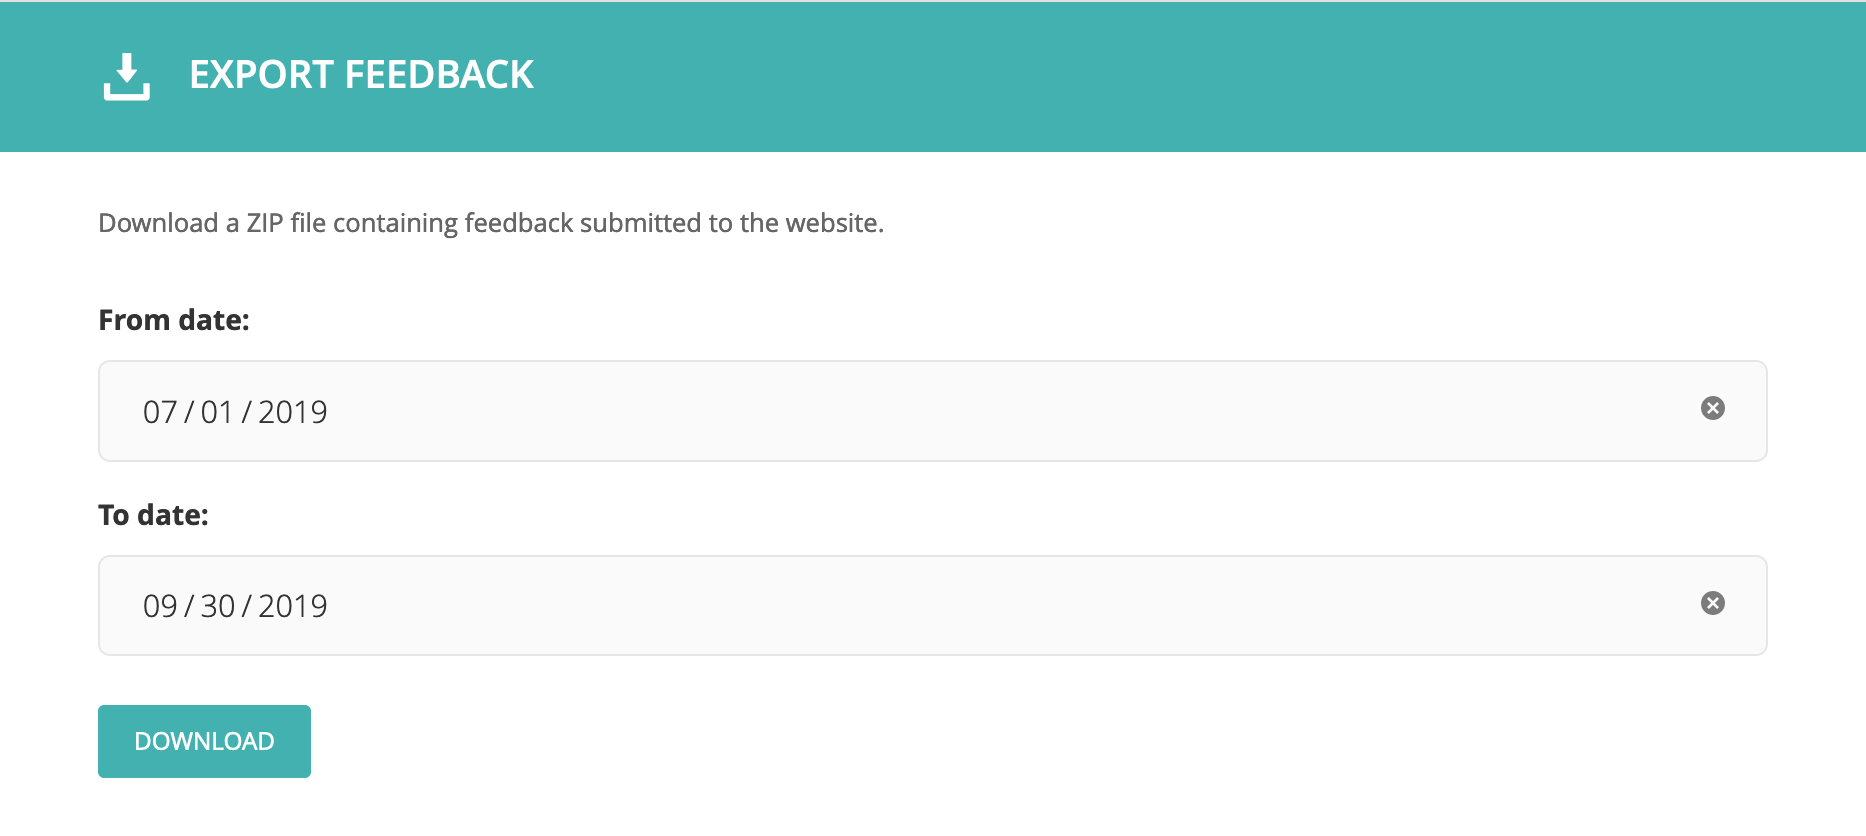 EXPORT FEEDBACK
Download a ZIP file containing feedback submitted to the website.
From date:
07 / 01 / 2019
To date:
09 / 30 / 2019
DOWNLOAD